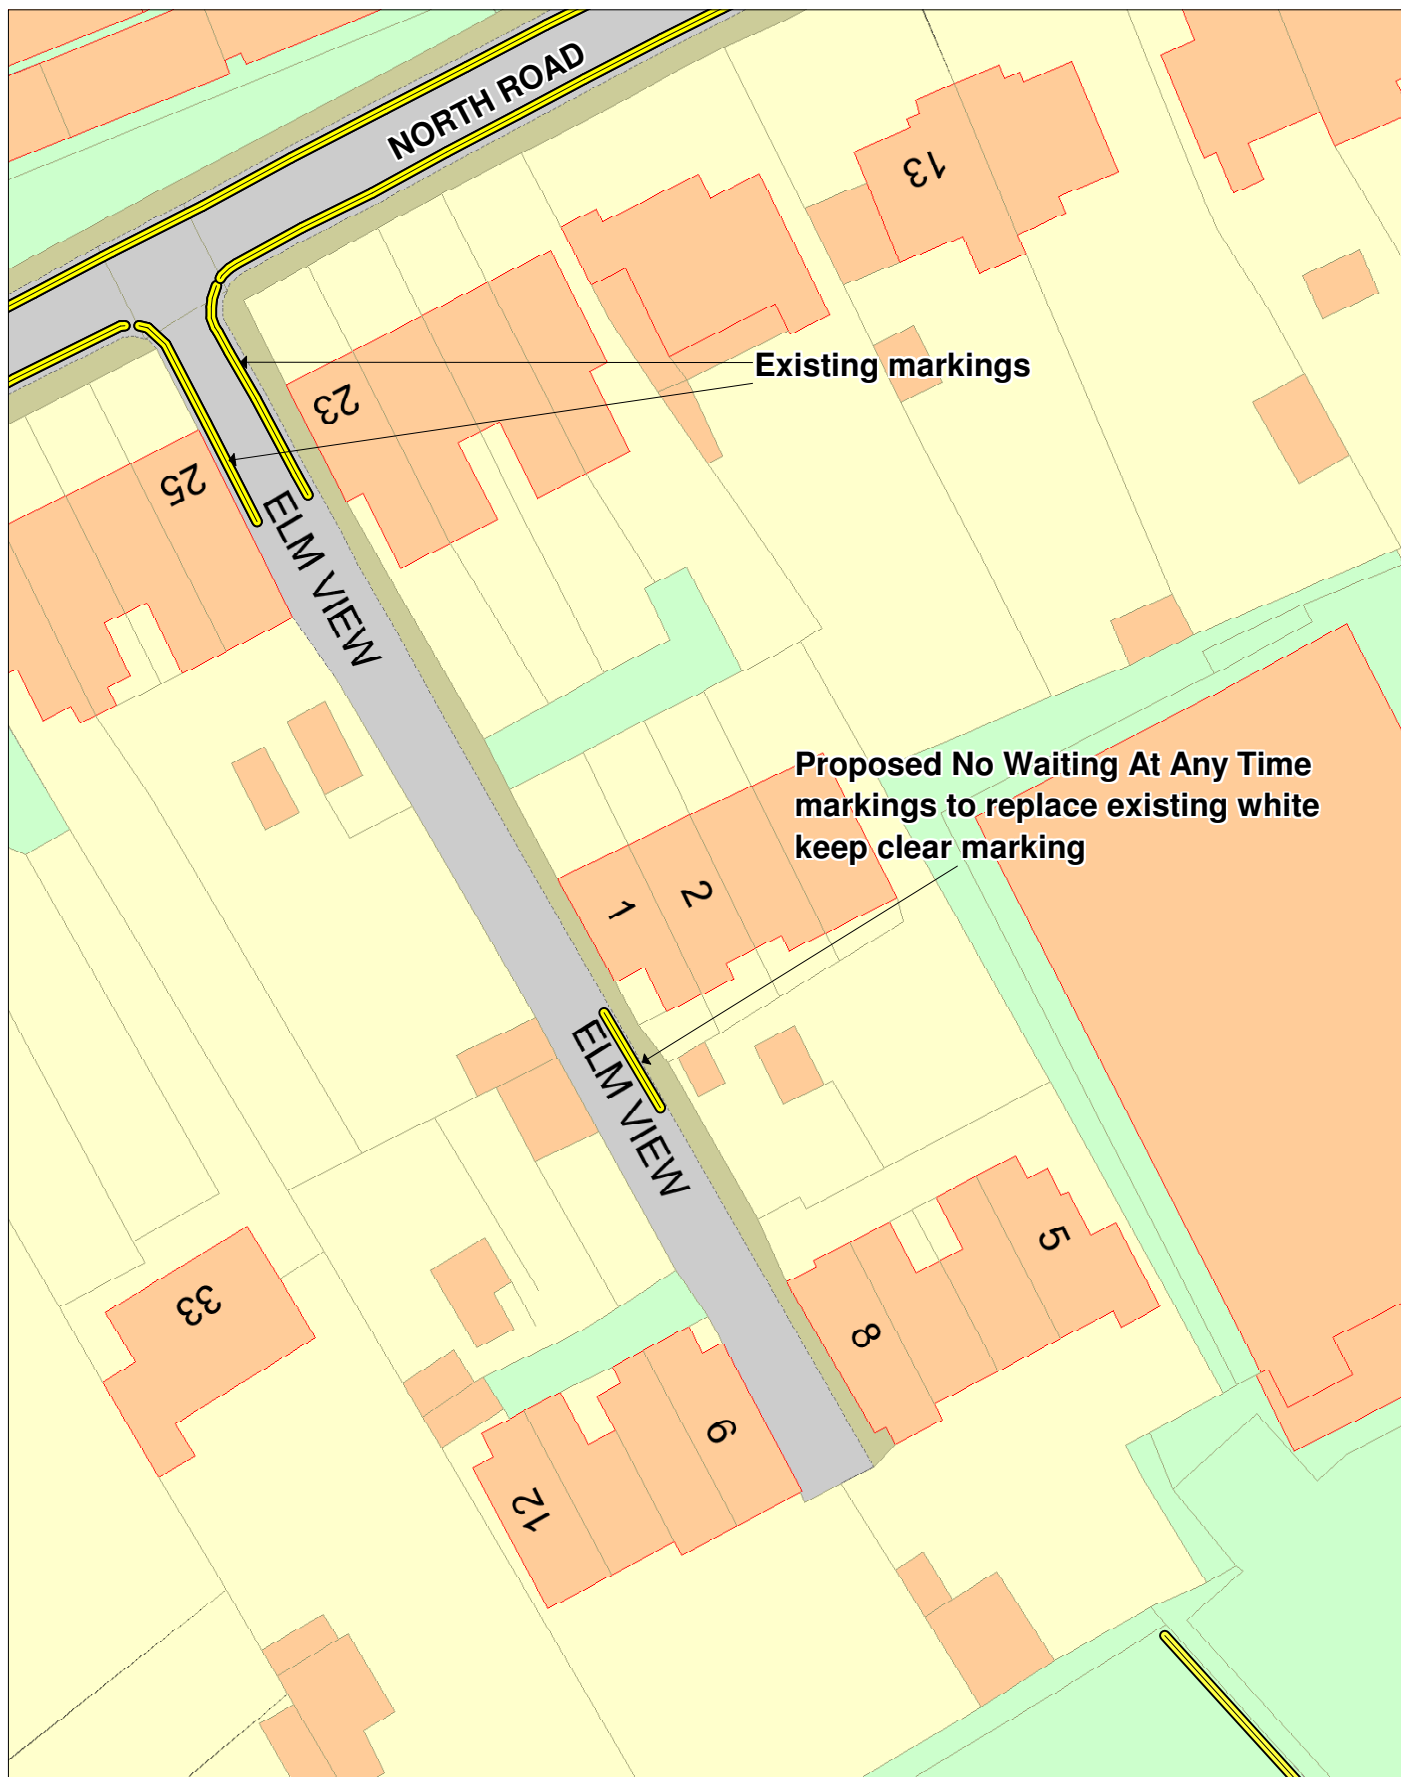 NORTH ROAD
13
Existing markings
23
25
ELM VIEW
Proposed No Waiting At Any Time
markings to replace existing white
keep clear marking
1
2
ELM VIEW
5
33
8
9
12